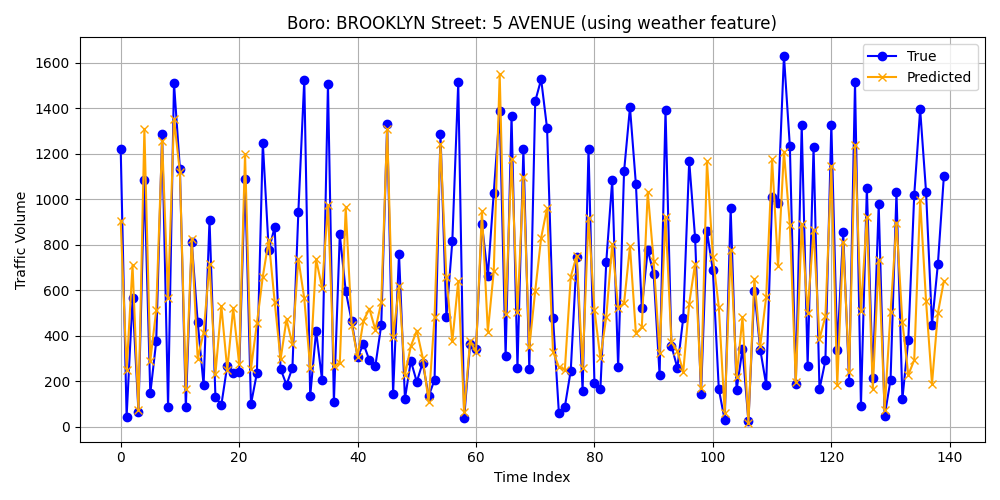 Boro: BROOKLYN Street: 5 AVENUE (using weather feature)
True
Predicted
Traffic Volume
1600
1400
1200
1000
800
600
400
200
0
0 20 40 60 80 100 120 140
Time Index